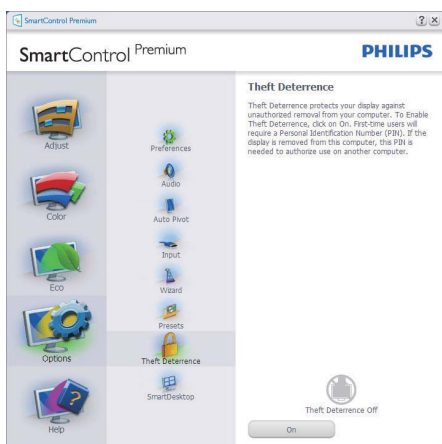 SmartControl Premium
SmartControl Premium
PHILIPS
Adjust
Color
Eco
Options
Help
Preferences
Audio
Auto Pivot
Input
Wizard
Presets
Theft Deterrence
SmartDesktop
Theft Deterrence
Theft Deterrence protects your display against
unauthorized removal from your computer. To Enable
Theft Deterrence, click on On. First-time users will
require a Personal Identification Number (PIN). If the
display is removed from this computer, this PIN is
needed to authorize use on another computer.
Theft Deterrence Off
On